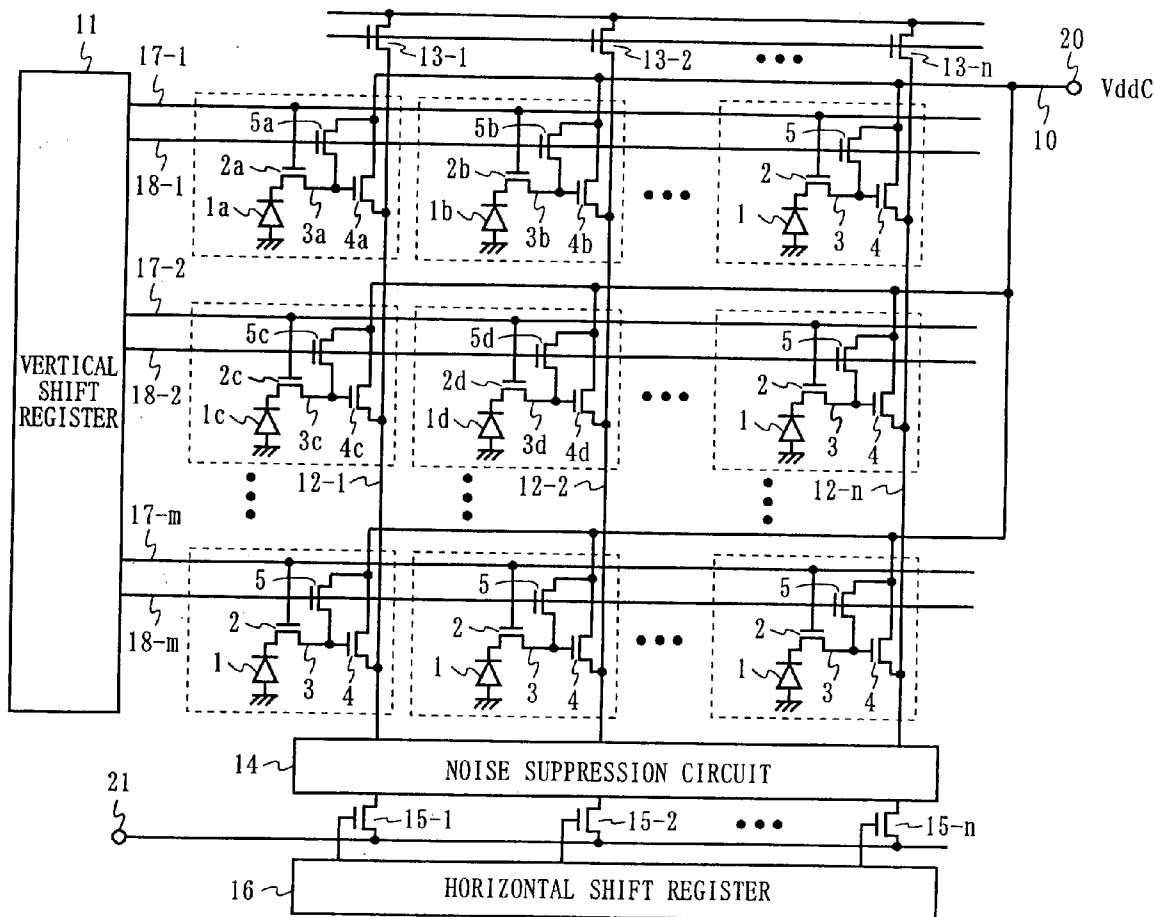 11
17-1
13-1
13-2
•••
13-n
20
VddC
10
5a
5b
5
18-1
2a
2b
2
•••
1a
3a
4a
1b
3b
4b
1
3
4
17-2
5c
5d
5
VERTICAL
SHIFT
REGISTER
18-2
2c
2d
2
•••
1c
3c
4c
1d
3d
4d
1
3
4
12-1
12-2
12-n
17-m
5
5
5
18-m
2
2
2
•••
1
3
4
1
3
4
1
3
4
14
NOISE SUPPRESSION CIRCUIT
21
15-1
15-2
•••
15-n
16
HORIZONTAL SHIFT REGISTER